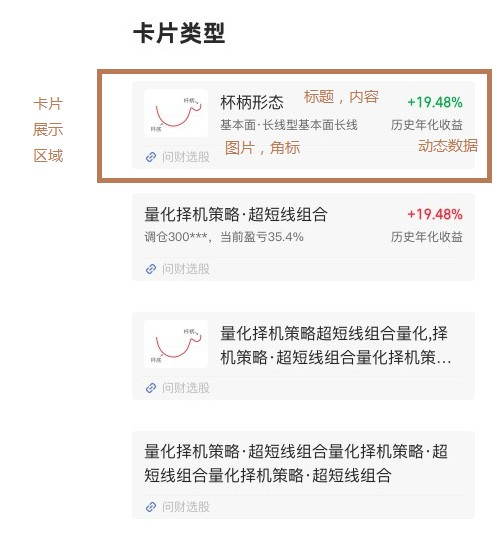 卡片类型
卡片
展示
区域
杯柄
杯底
杯柄形态
标题，内容
+19.48%
基本面·长线型基本面长线
历史年化收益
问财选股
图片，角标
动态数据
量化择机策略·超短线组合
+19.48%
调仓300***，当前盈亏35.4%
历史年化收益
问财选股
杯柄
杯底
量化择机策略超短线组合量化,择
机策略·超短线组合量化择机策…
问财选股
量化择机策略·超短线组合量化择机策略·超
短线组合量化择机策略·超短线组合
问财选股